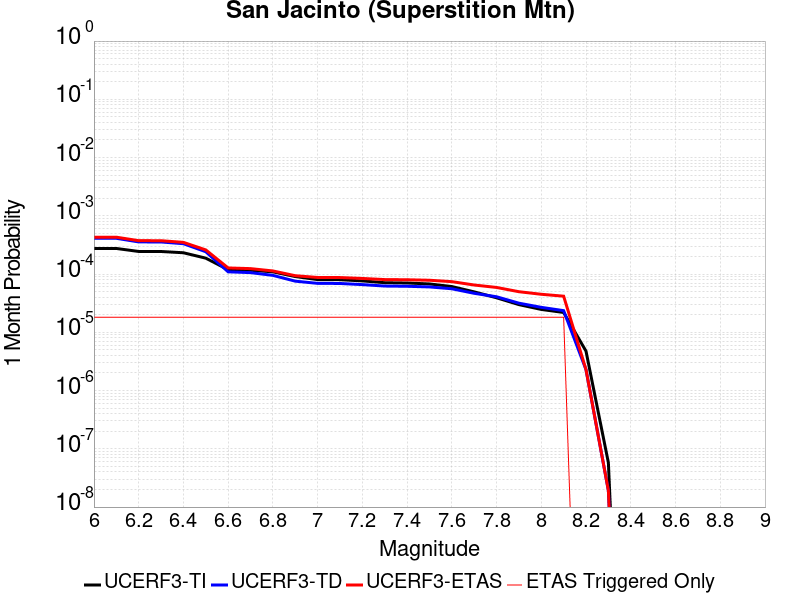 San Jacinto (Superstition Mtn)
10^0
10^-1
10^-2
10^-3
10^-4
10^-5
10^-6
10^-7
10^-8
1 Month Probability
6 6.2 6.4 6.6 6.8 7 7.2 7.4 7.6 7.8 8 8.2 8.4 8.6 8.8 9
Magnitude
UCERF3-TI UCERF3-TD UCERF3-ETAS ETAS Triggered Only